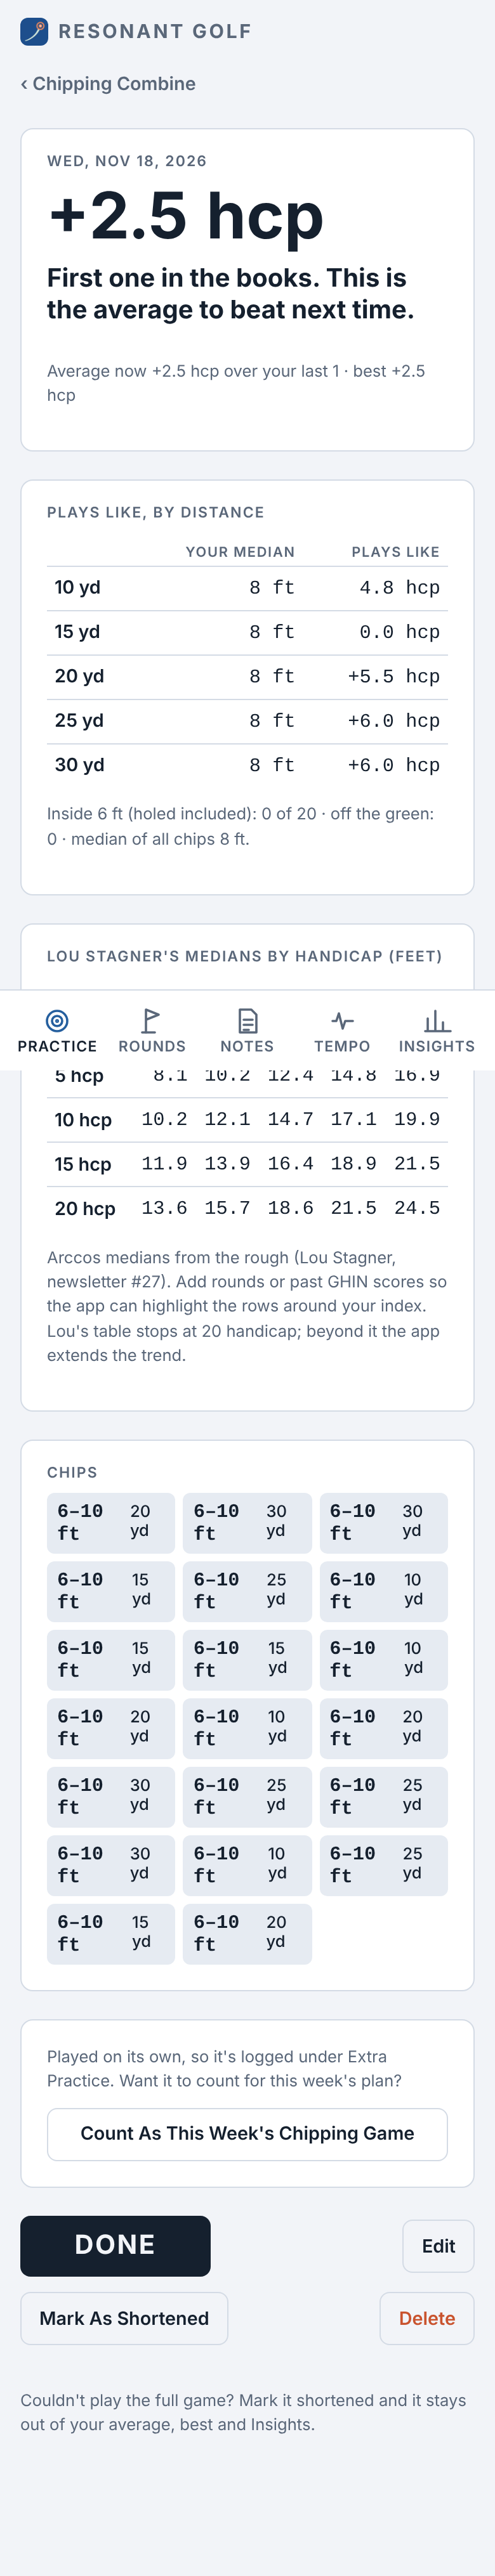 RESONANT GOLF
‹ Chipping Combine
WED, NOV 18, 2026
+2.5 hcp
First one in the books. This is
the average to beat next time.
Average now +2.5 hcp over your last 1 · best +2.5
hcp
PLAYS LIKE, BY DISTANCE
YOUR MEDIAN PLAYS LIKE
10 yd 8 ft 4.8 hcp
15 yd 8 ft 0.0 hcp
20 yd 8 ft +5.5 hcp
25 yd 8 ft +6.0 hcp
30 yd 8 ft +6.0 hcp
Inside 6 ft (holed included): 0 of 20 · off the green:
0 · median of all chips 8 ft.
LOU STAGNER'S MEDIANS BY HANDICAP (FEET)
PRACTICE ROUNDS NOTES TEMPO INSIGHTS
5 hcp 8.1 10.2 12.4 14.8 16.9
10 hcp 10.2 12.1 14.7 17.1 19.9
15 hcp 11.9 13.9 16.4 18.9 21.5
20 hcp 13.6 15.7 18.6 21.5 24.5
Arccos medians from the rough (Lou Stagner,
newsletter #27). Add rounds or past GHIN scores so
the app can highlight the rows around your index.
Lou's table stops at 20 handicap; beyond it the app
extends the trend.
CHIPS
6–10 20 6–10 30 6–10 30
ft yd ft yd ft yd
6–10 15 6–10 25 6–10 10
ft yd ft yd ft yd
6–10 15 6–10 15 6–10 10
ft yd ft yd ft yd
6–10 20 6–10 10 6–10 20
ft yd ft yd ft yd
6–10 30 6–10 25 6–10 25
ft yd ft yd ft yd
6–10 30 6–10 10 6–10 25
ft yd ft yd ft yd
6–10 15 6–10 20
ft yd ft yd
Played on its own, so it's logged under Extra
Practice. Want it to count for this week's plan?
Count As This Week's Chipping Game
DONE Edit
Mark As Shortened Delete
Couldn't play the full game? Mark it shortened and it stays
out of your average, best and Insights.